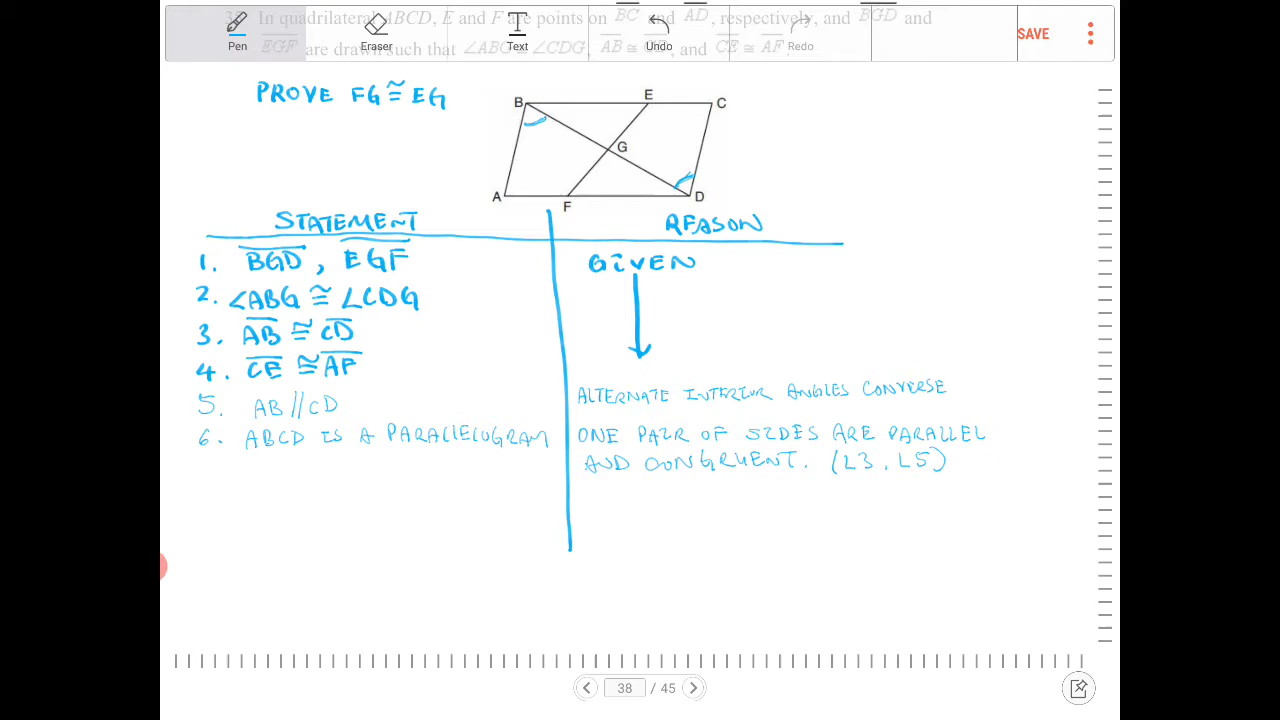 In quadrilateral ABCD, E and F are points on BC and AD, respectively, and BGD and
EGF are drawn such that ∠ABG ≅ ∠CDG, AB ≅ CD, and CE ≅ AF.
Pen
Eraser
Text
Undo
Redo
SAVE
PROVE FG ≅ EG
B E C
G
A F D
STATEMENT REASON
1. BGD, EGF GIVEN
2. ∠ABG ≅ ∠CDG
3. AB ≅ CD
4. CE ≅ AF
5. AB // CD ALTERNATE INTERIOR ANGLES CONVERSE
6. ABCD IS A PARALLELOGRAM ONE PAIR OF SIDES ARE PARALLEL
AND CONGRUENT. (L3, L5)
38 / 45